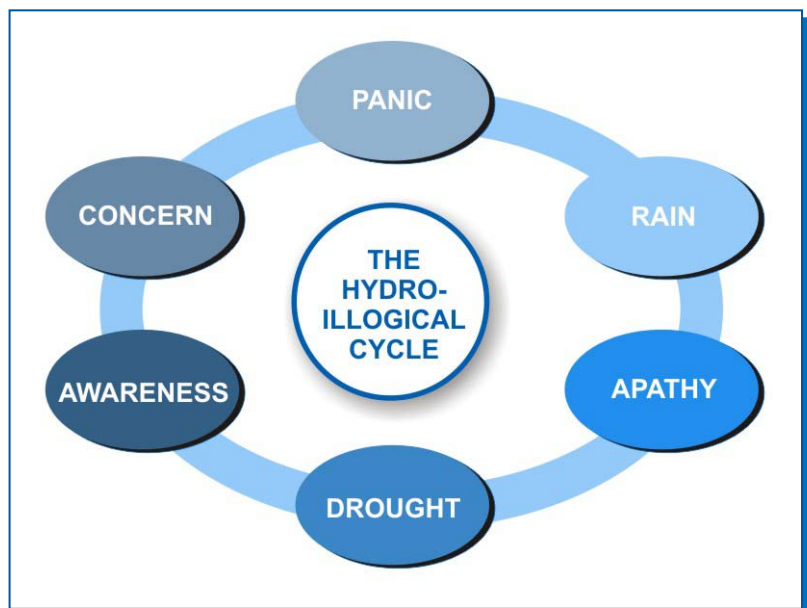 PANIC
CONCERN
RAIN
THE
HYDRO-
ILLOGICAL
CYCLE
AWARENESS
APATHY
DROUGHT